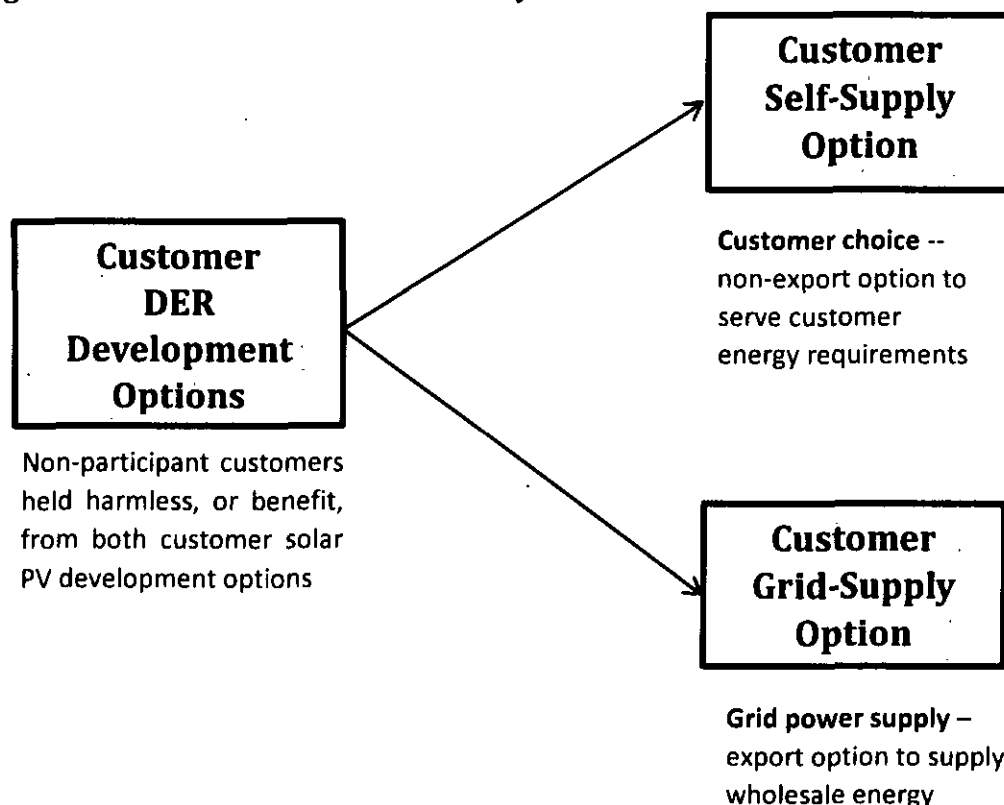 Customer
Self-Supply
Option
Customer choice --
non-export option to
serve customer
energy requirements
Customer
DER
Development
Options
Non-participant customers
held harmless, or benefit,
from both customer solar
PV development options
Customer
Grid-Supply
Option
Grid power supply –
export option to supply
wholesale energy